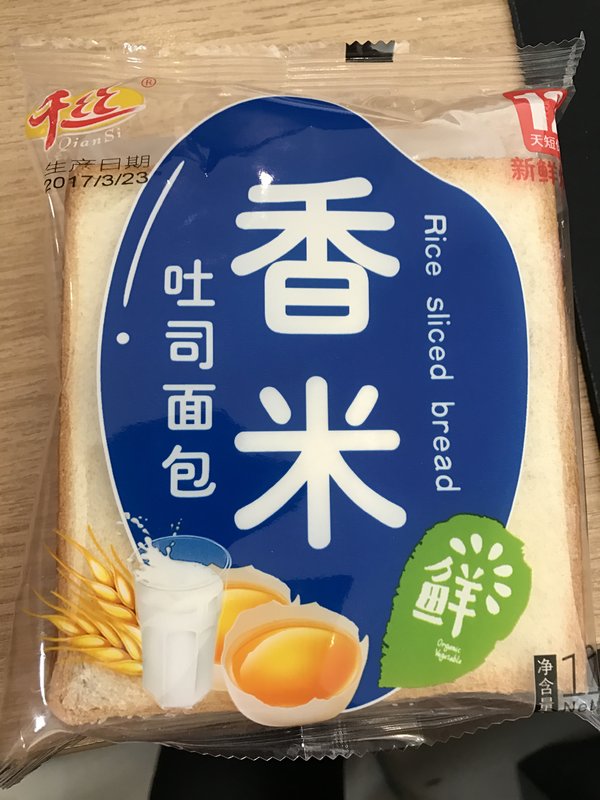 千丝®
QianSi
生产日期
2017/3/23
天短
新鲜
香米
吐司面包
Rice sliced bread
鲜
Organic
Vegetable
净含量